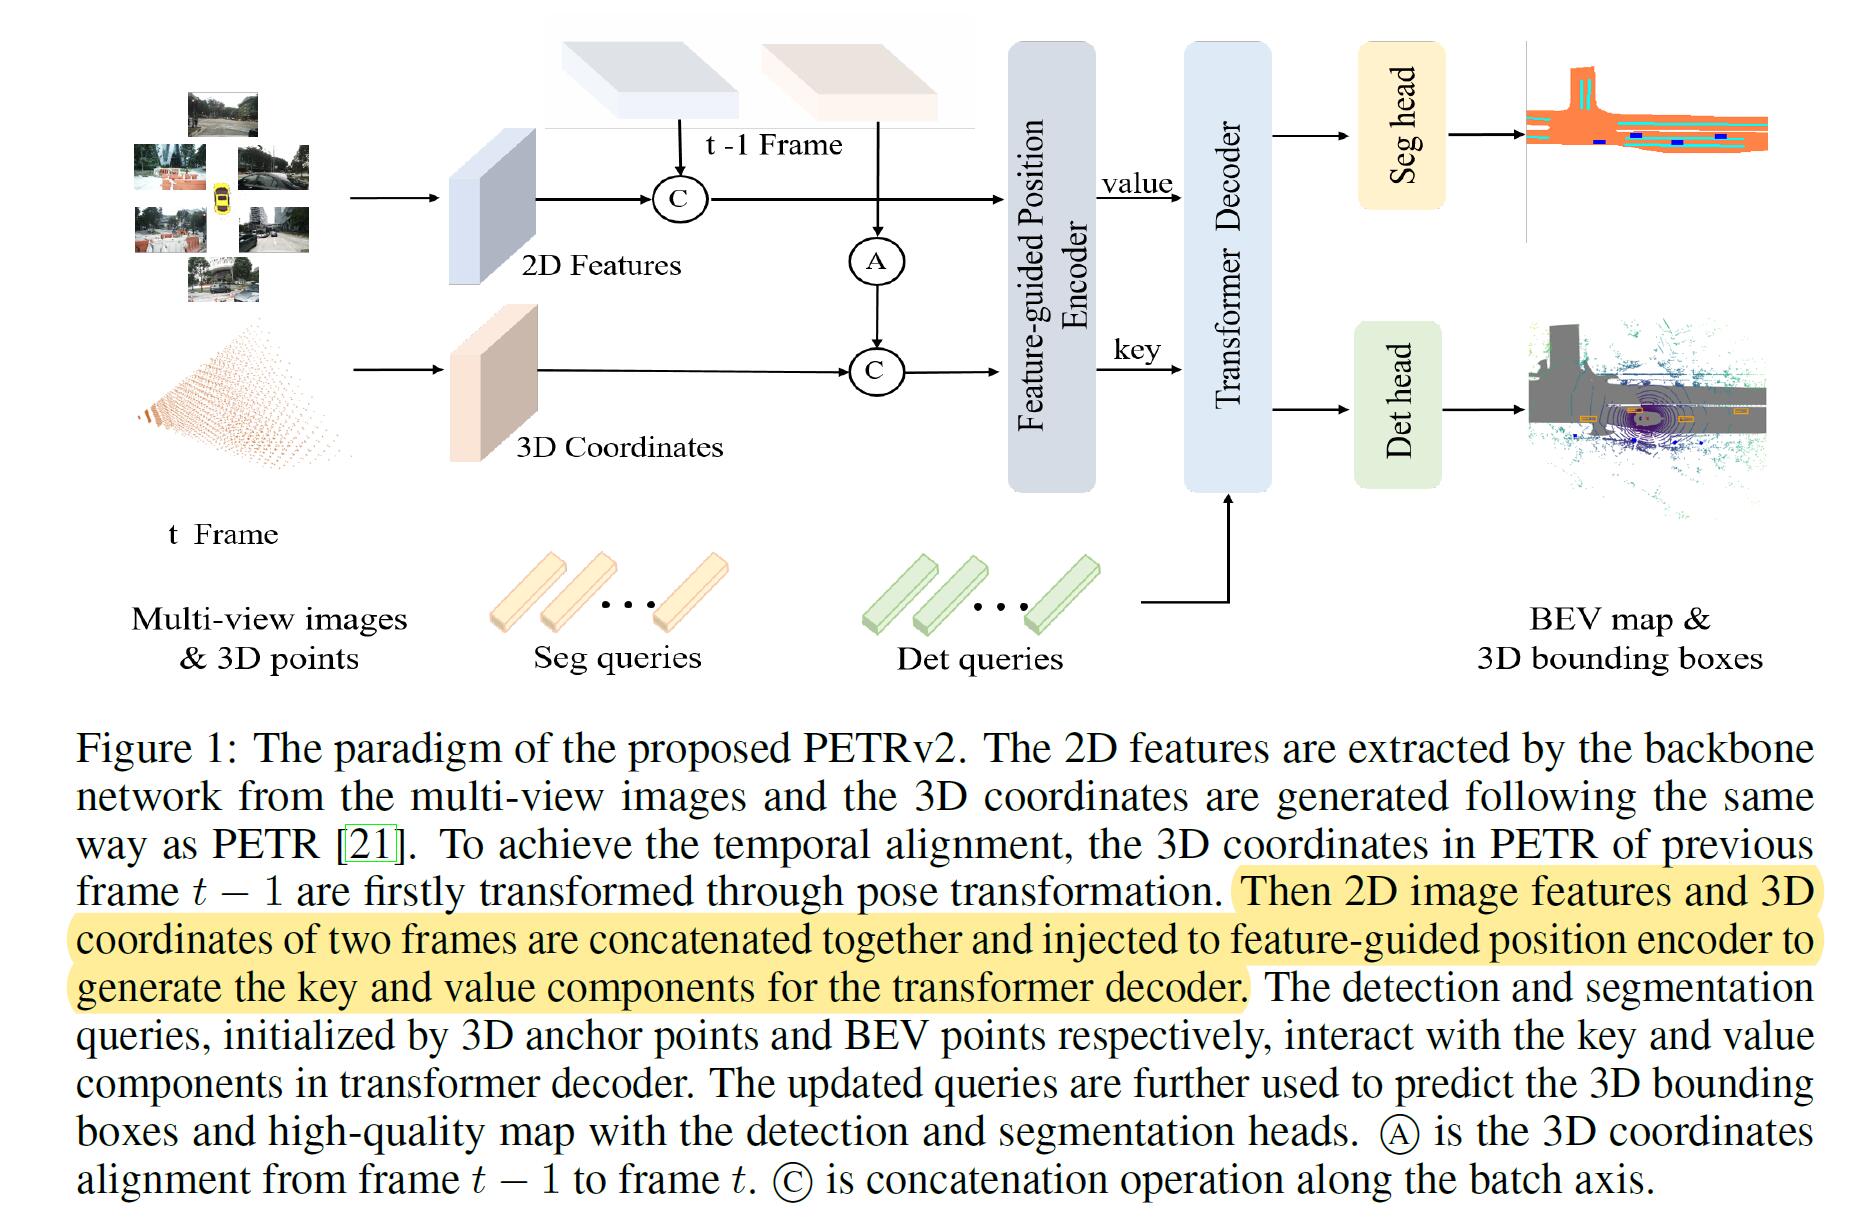 t -1 Frame
C
A
C
2D Features
3D Coordinates
Feature-guided Position
Encoder
value
key
Transformer Decoder
Seg head
Det head
t Frame
Multi-view images
& 3D points
Seg queries
Det queries
BEV map &
3D bounding boxes
Figure 1: The paradigm of the proposed PETRv2. The 2D features are extracted by the backbone
network from the multi-view images and the 3D coordinates are generated following the same
way as PETR [21]. To achieve the temporal alignment, the 3D coordinates in PETR of previous
frame t − 1 are firstly transformed through pose transformation. Then 2D image features and 3D
coordinates of two frames are concatenated together and injected to feature-guided position encoder to
generate the key and value components for the transformer decoder. The detection and segmentation
queries, initialized by 3D anchor points and BEV points respectively, interact with the key and value
components in transformer decoder. The updated queries are further used to predict the 3D bounding
boxes and high-quality map with the detection and segmentation heads. Ⓐ is the 3D coordinates
alignment from frame t − 1 to frame t. Ⓒ is concatenation operation along the batch axis.